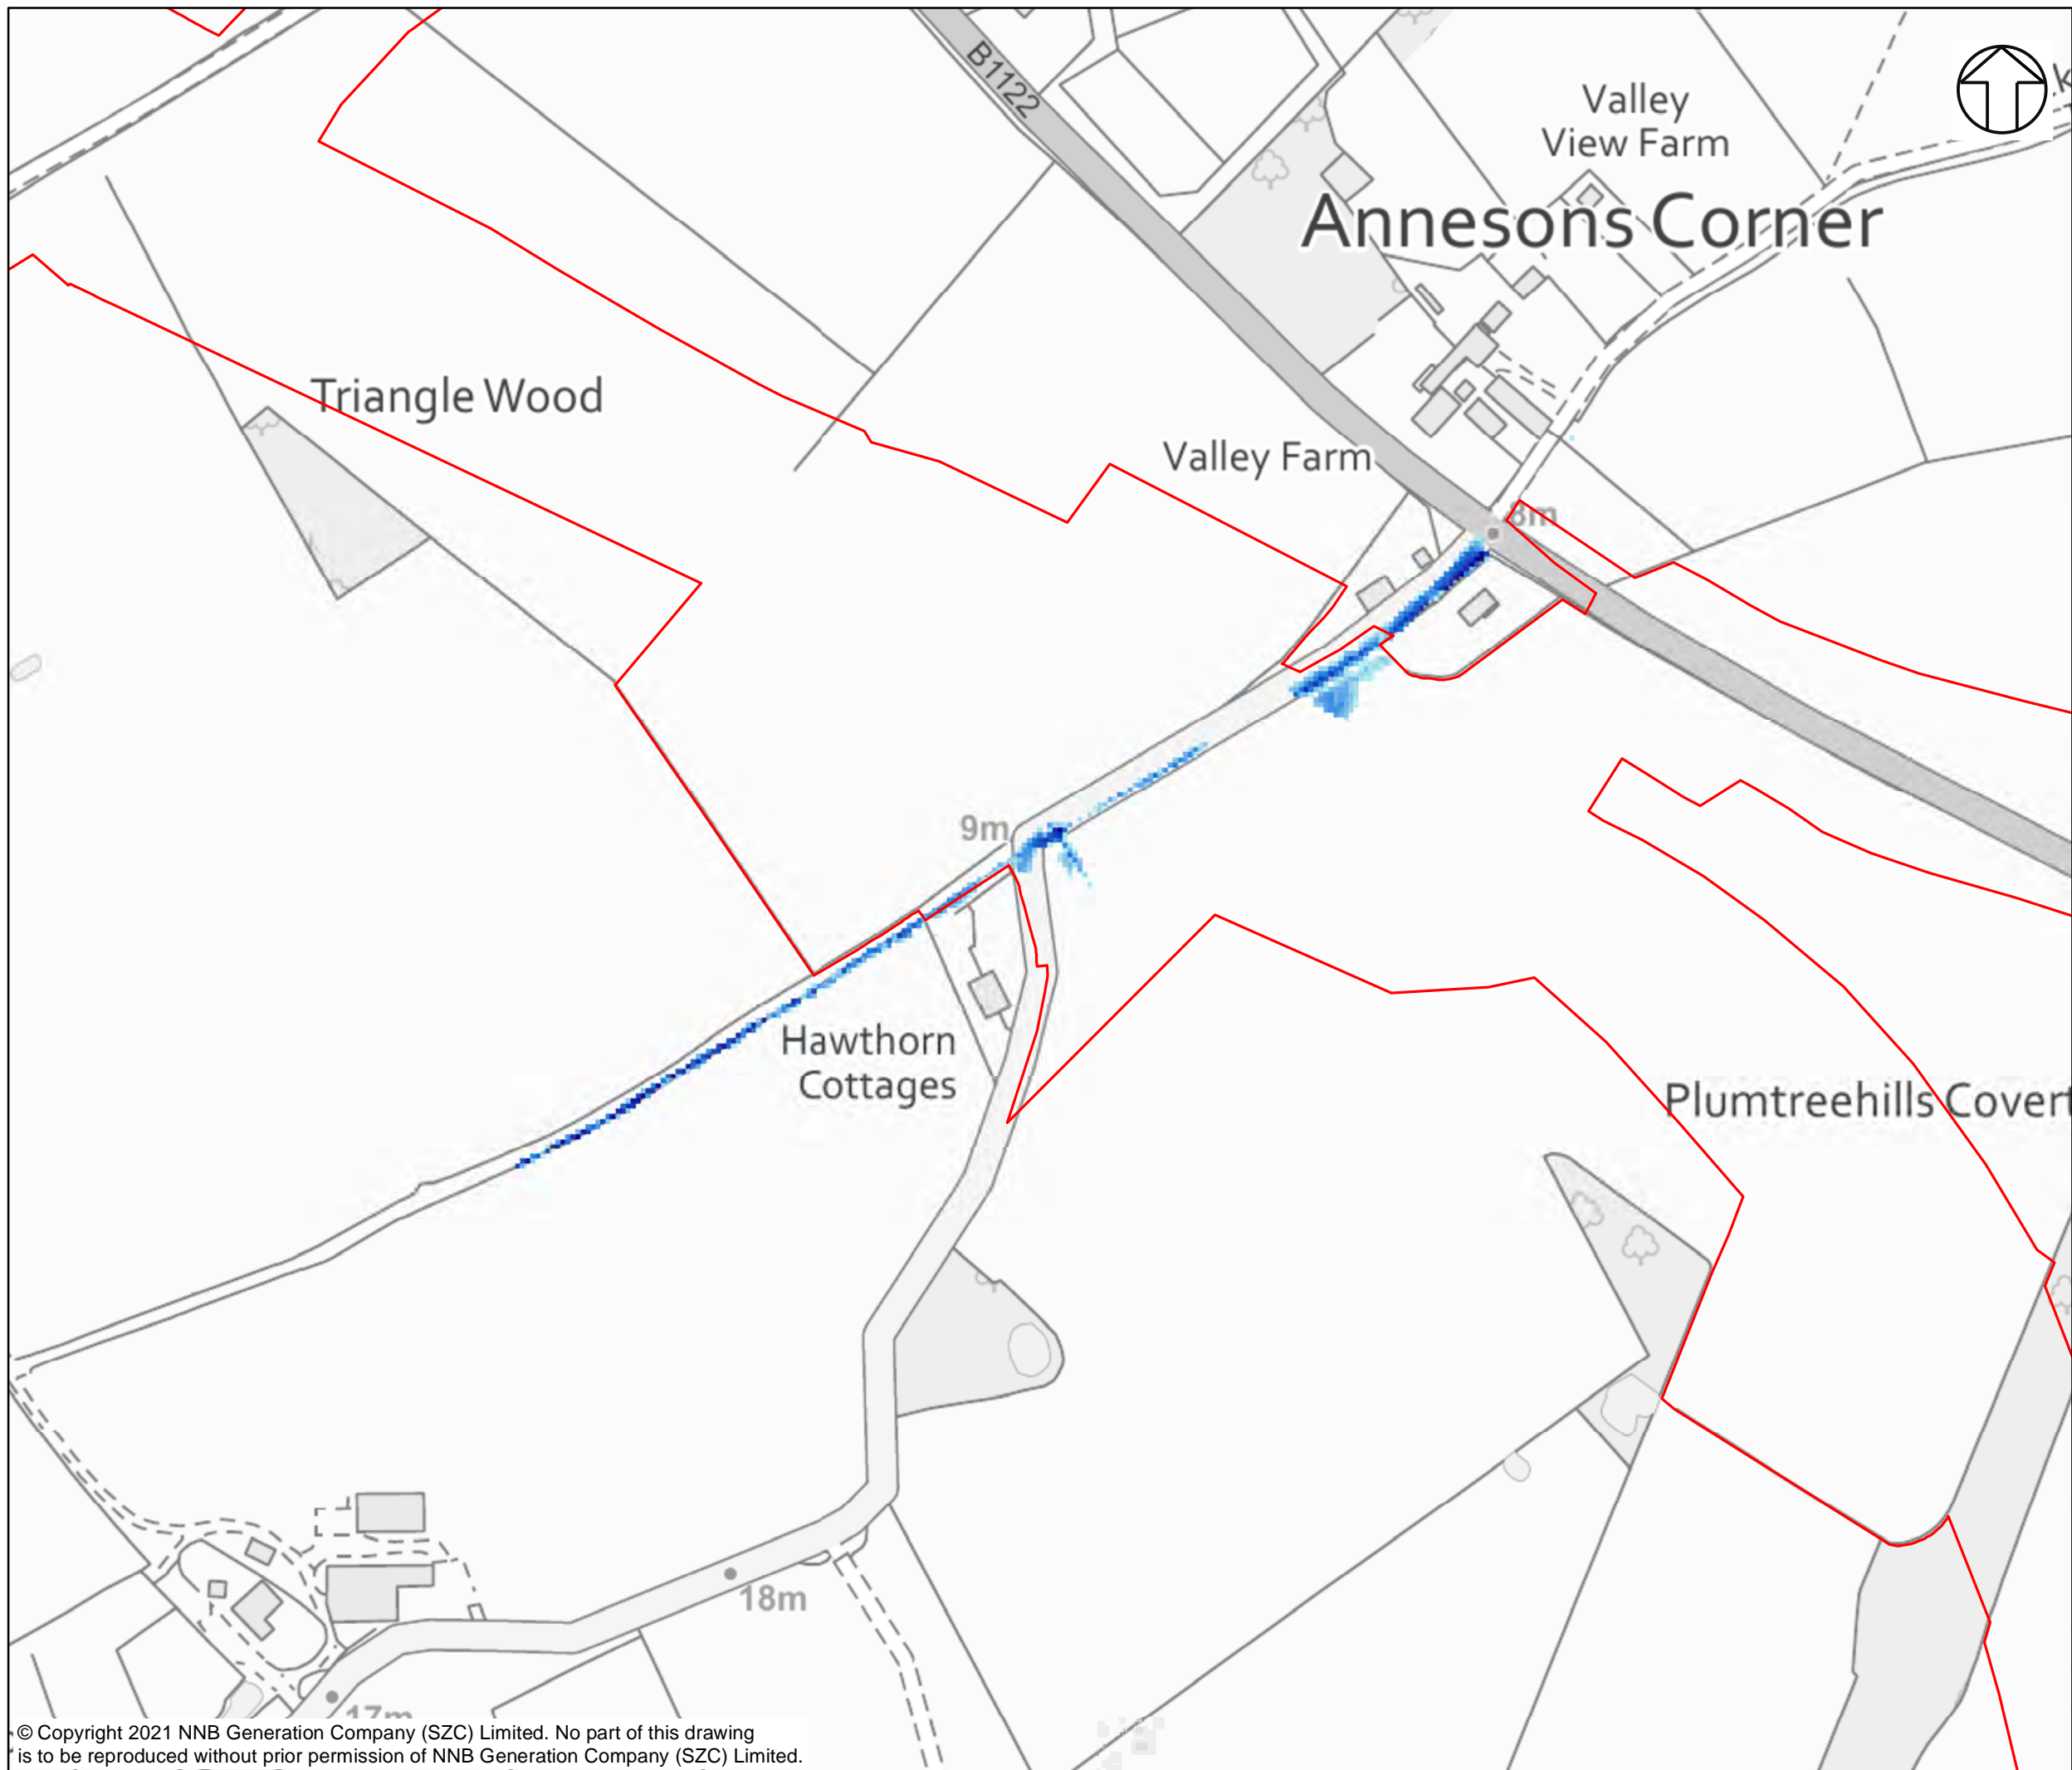 B1122
Valley
View Farm
Annesons Corner
Triangle Wood
Valley Farm
8m
9m
Hawthorn
Cottages
Plumtreehills Covert
18m
17m
© Copyright 2021 NNB Generation Company (SZC) Limited. No part of this drawing
is to be reproduced without prior permission of NNB Generation Company (SZC) Limited.